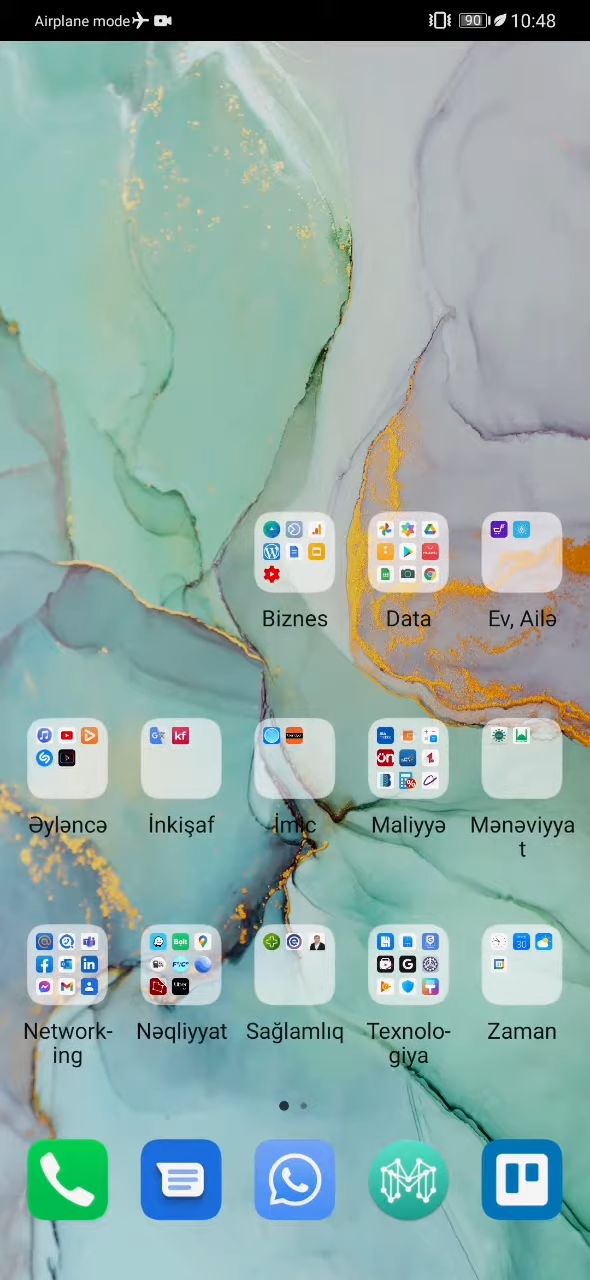 Airplane mode 90 10:48
Biznes Data Ev, Ailə
Əyləncə İnkişaf İmic Maliyyə Mənəviyya
t
Network- Nəqliyyat Sağlamlıq Texnolo- Zaman
ing giya